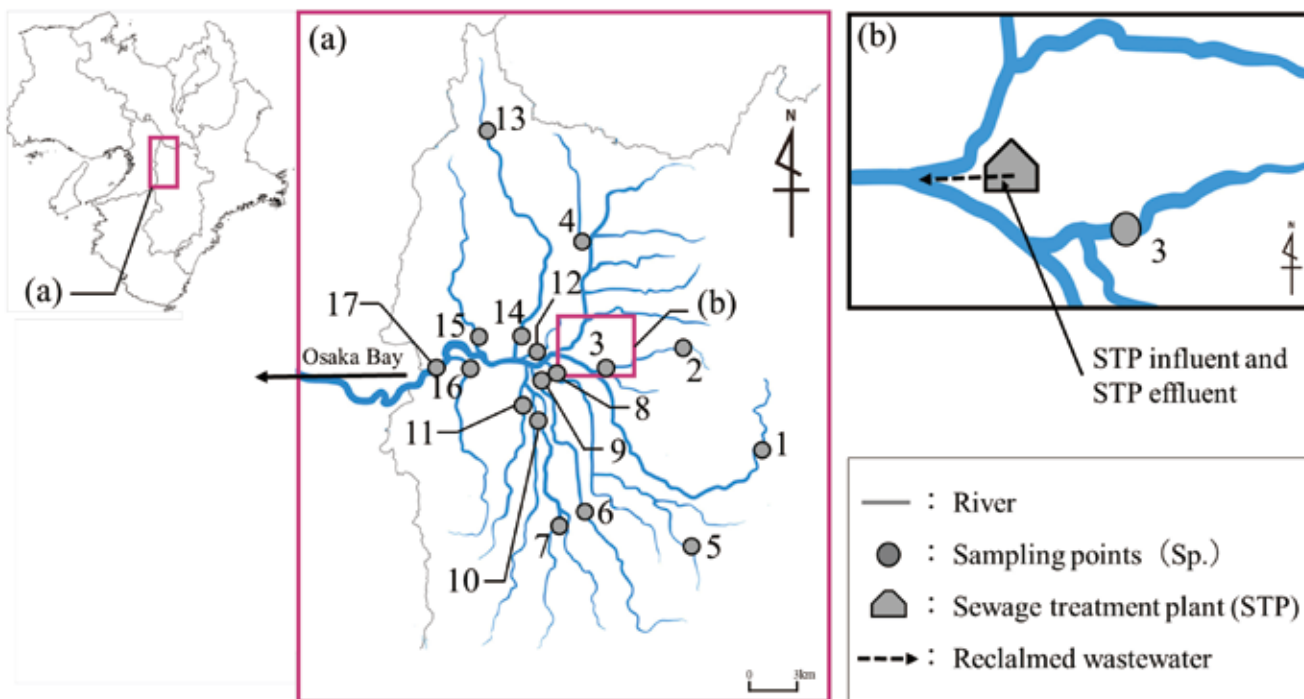 (a)
(a)
N
13
4
12
(b)
17
15
14
3
2
Osaka Bay
16
8
11
9
1
6
7
5
10
0 3km
(b)
3
N
STP influent and
STP effluent
: River
: Sampling points (Sp.)
: Sewage treatment plant (STP)
: Reclalmed wastewater